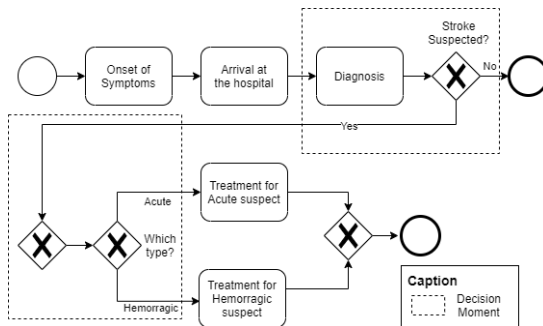 Stroke
Suspected?
Onset of
Symptoms
Arrival at
the hospital
Diagnosis
No
Yes
Acute
Treatment for
Acute suspect
Which
type?
Hemorragic
Treatment for
Hemorragic
suspect
Caption
Decision
Moment